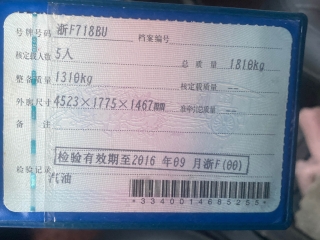 号牌号码 浙F718BU 档案编号
核定载人数 5人 总质量 1810kg
整备质量 1310kg 核定载质量 --
外廓尺寸 4523×1775×1467mm 准牵引总质量 --
备注
检验有效期至2016年09月浙F(00)
检验记录
汽油
*3340014685255*